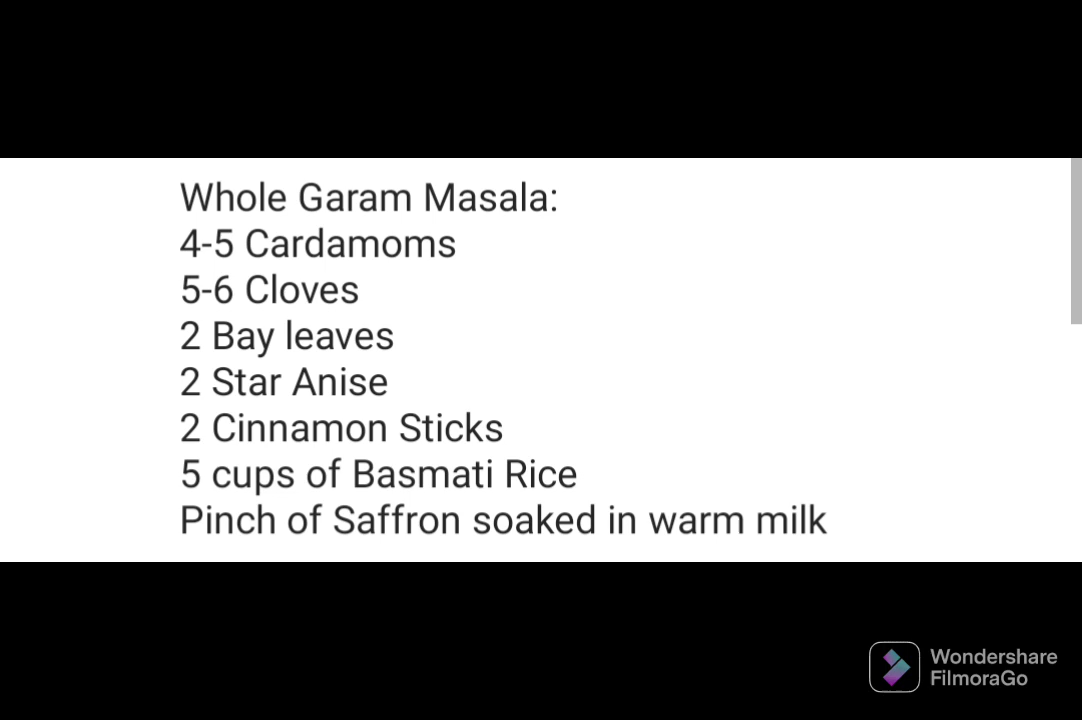 Whole Garam Masala:
4-5 Cardamoms
5-6 Cloves
2 Bay leaves
2 Star Anise
2 Cinnamon Sticks
5 cups of Basmati Rice
Pinch of Saffron soaked in warm milk
Wondershare
FilmoraGo